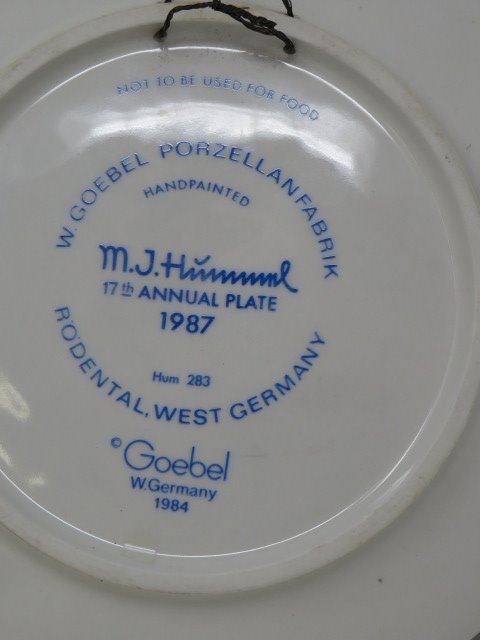 NOT TO BE USED FOR FOOD
W. GOEBEL PORZELLANFABRIK
HANDPAINTED
M.J.Hummel
17th ANNUAL PLATE
1987
Hum 283
RÖDENTAL, WEST GERMANY
© Goebel
W.Germany
1984